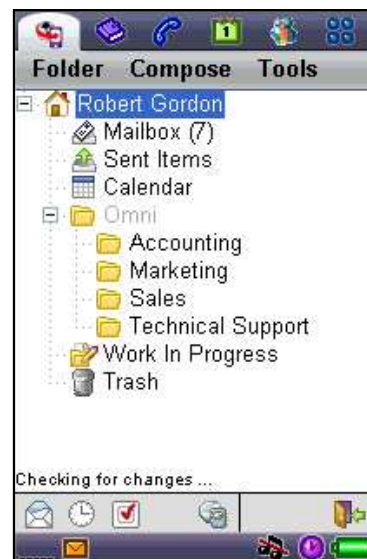 1
Folder Compose Tools
Robert Gordon
Mailbox (7)
Sent Items
Calendar
Omni
Accounting
Marketing
Sales
Technical Support
Work In Progress
Trash
Checking for changes ...